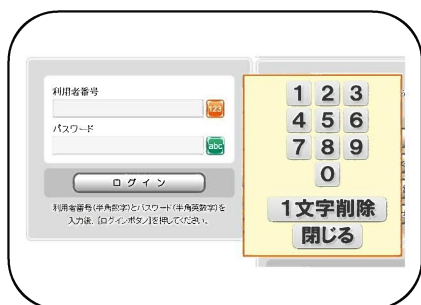 利用者番号
123
パスワード
abc
ログイン
利用者番号(半角数字)とパスワード(半角英数字)を
入力後、[ログインボタン]を押してください。
1 2 3
4 5 6
7 8 9
0
1文字削除
閉じる